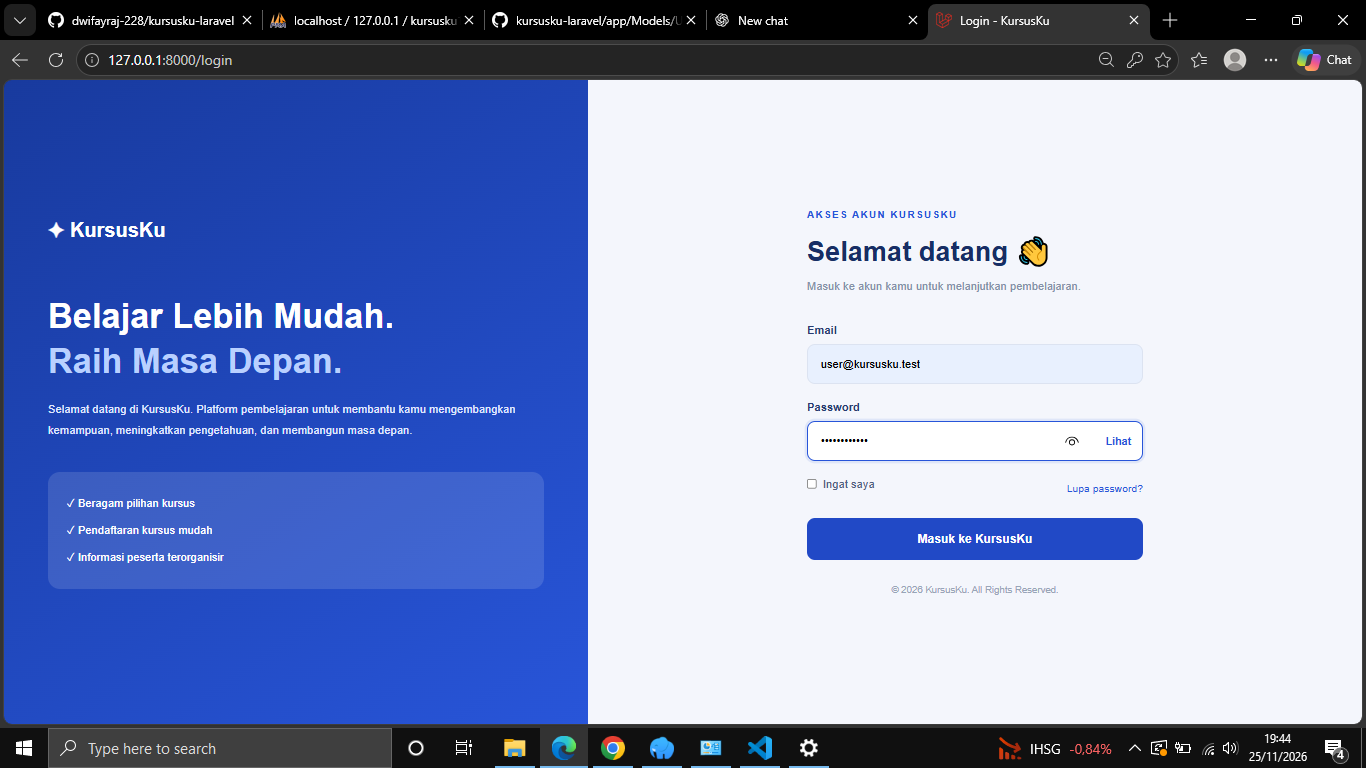 dwifayraj-228/kursusku-laravel
localhost / 127.0.0.1 / kursusku
kursusku-laravel/app/Models/U
New chat
Login - KursusKu
127.0.0.1:8000/login
Chat
✦ KursusKu
Belajar Lebih Mudah.
Raih Masa Depan.
Selamat datang di KursusKu. Platform pembelajaran untuk membantu kamu mengembangkan
kemampuan, meningkatkan pengetahuan, dan membangun masa depan.
✓ Beragam pilihan kursus
✓ Pendaftaran kursus mudah
✓ Informasi peserta terorganisir
AKSES AKUN KURSUSKU
Selamat datang 👋
Masuk ke akun kamu untuk melanjutkan pembelajaran.
Email
user@kursusku.test
Password
••••••••••••
Lihat
Ingat saya
Lupa password?
Masuk ke KursusKu
© 2026 KursusKu. All Rights Reserved.
Type here to search
IHSG -0,84%
19:44
25/11/2026
4